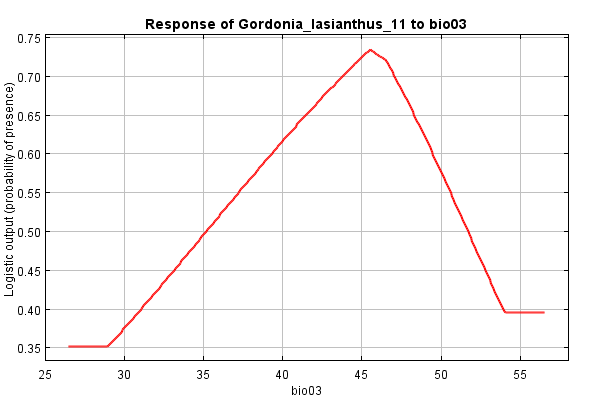 Response of Gordonia_lasianthus_11 to bio03
Logistic output (probability of presence)
0.75
0.70
0.65
0.60
0.55
0.50
0.45
0.40
0.35
25 30 35 40 45 50 55
bio03